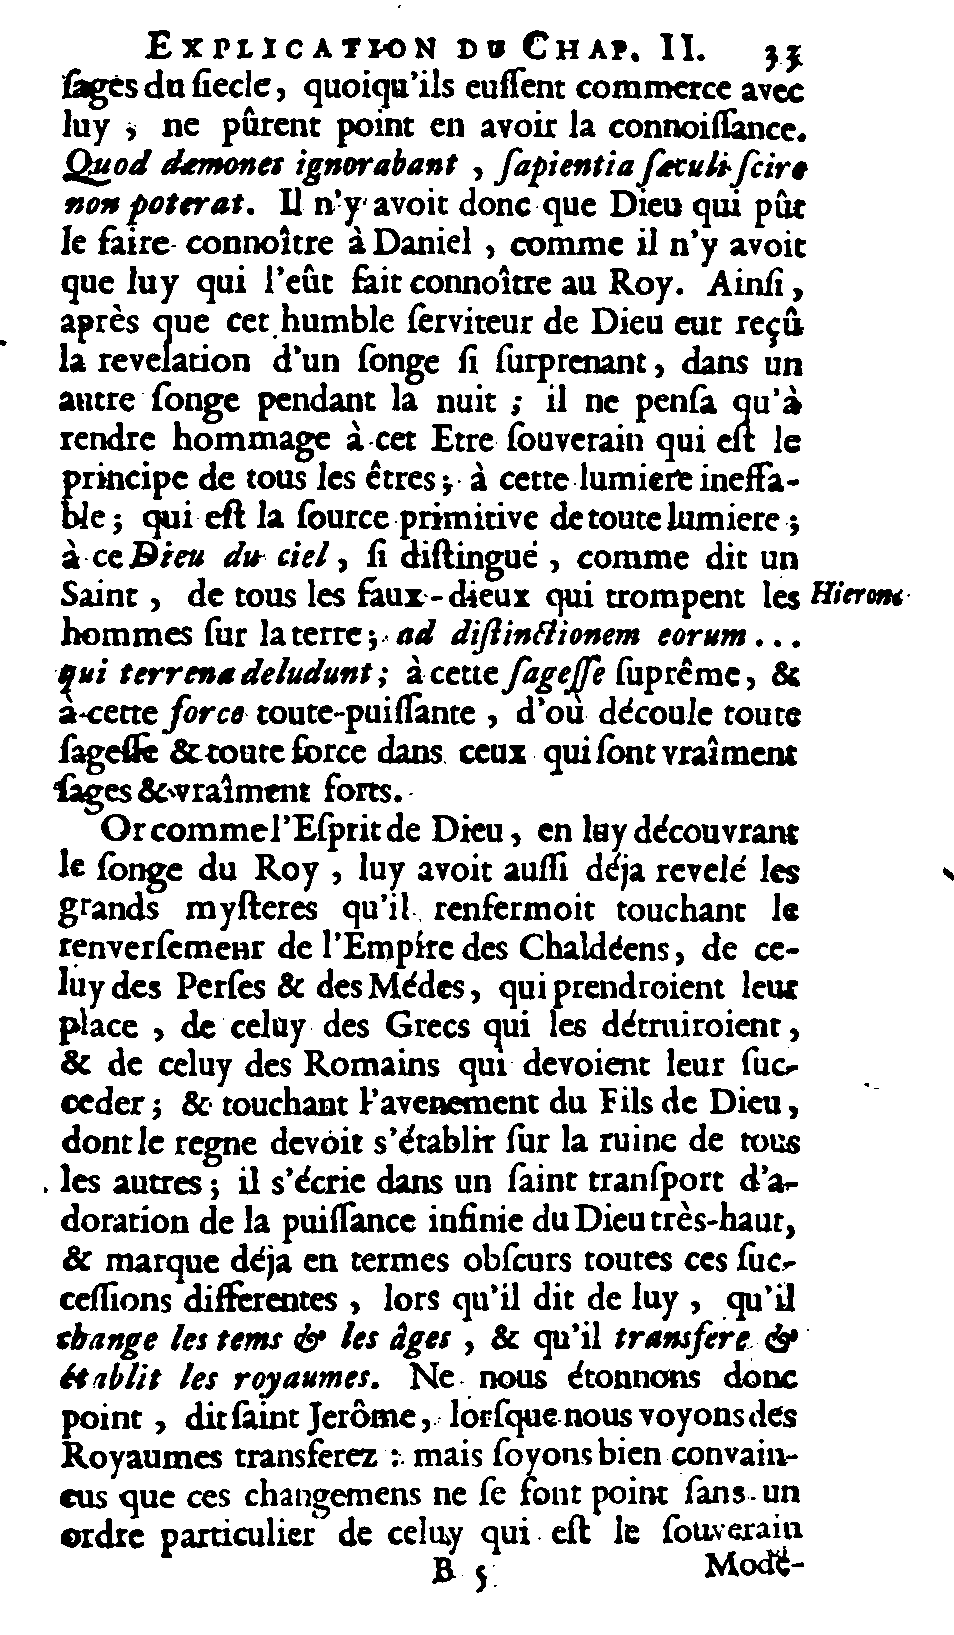 EXPLICATION DU CHAP. II. 33
ſages du ſiecle, quoiqu'ils euſſent commerce avec
luy, ne pûrent point en avoir la connoiſſance.
Quod dæmones ignorabant, ſapientia ſæculi ſcire
non poterat. Il n'y avoit donc que Dieu qui pût
le faire connoître à Daniel, comme il n'y avoit
que luy qui l'eût fait connoître au Roy. Ainſi,
après que cet humble ſerviteur de Dieu eut reçû
la revelation d'un ſonge ſi ſurprenant, dans un
autre ſonge pendant la nuit; il ne penſa qu'à
rendre hommage à cet Etre ſouverain qui eſt le
principe de tous les êtres; à cette lumiere ineffa-
ble; qui eſt la ſource primitive de toute lumiere;
à ce Dieu du ciel, ſi diſtingué, comme dit un
Saint, de tous les faux-dieux qui trompent les Hieron.
hommes ſur la terre; ad diſtinctionem eorum...
qui terrena deludunt; à cette ſageſſe ſuprême, &
à cette force toute-puiſſante, d'où découle toute
ſageſſe & toute force dans ceux qui ſont vraîment
ſages & vraîment forts.
Or comme l'Eſprit de Dieu, en luy découvrant
le ſonge du Roy, luy avoit auſſi déja revelé les
grands myſteres qu'il renfermoit touchant le
renverſement de l'Empire des Chaldéens, de ce-
luy des Perſes & des Médes, qui prendroient leur
place, de celuy des Grecs qui les détruiroient,
& de celuy des Romains qui devoient leur ſuc-
ceder; & touchant l'avenement du Fils de Dieu,
dont le regne devoit s'établir ſur la ruine de tous
les autres; il s'écrie dans un ſaint tranſport d'a-
doration de la puiſſance infinie du Dieu très-haut,
& marque déja en termes obſcurs toutes ces ſuc-
ceſſions differentes, lors qu'il dit de luy, qu'il
change les tems & les âges, & qu'il transfere &
établit les royaumes. Ne nous étonnons donc
point, dit ſaint Jerôme, lorſque nous voyons des
Royaumes transferez: mais ſoyons bien convain-
cus que ces changemens ne ſe font point ſans un
ordre particulier de celuy qui eſt le ſouverain
B 5 Modé-